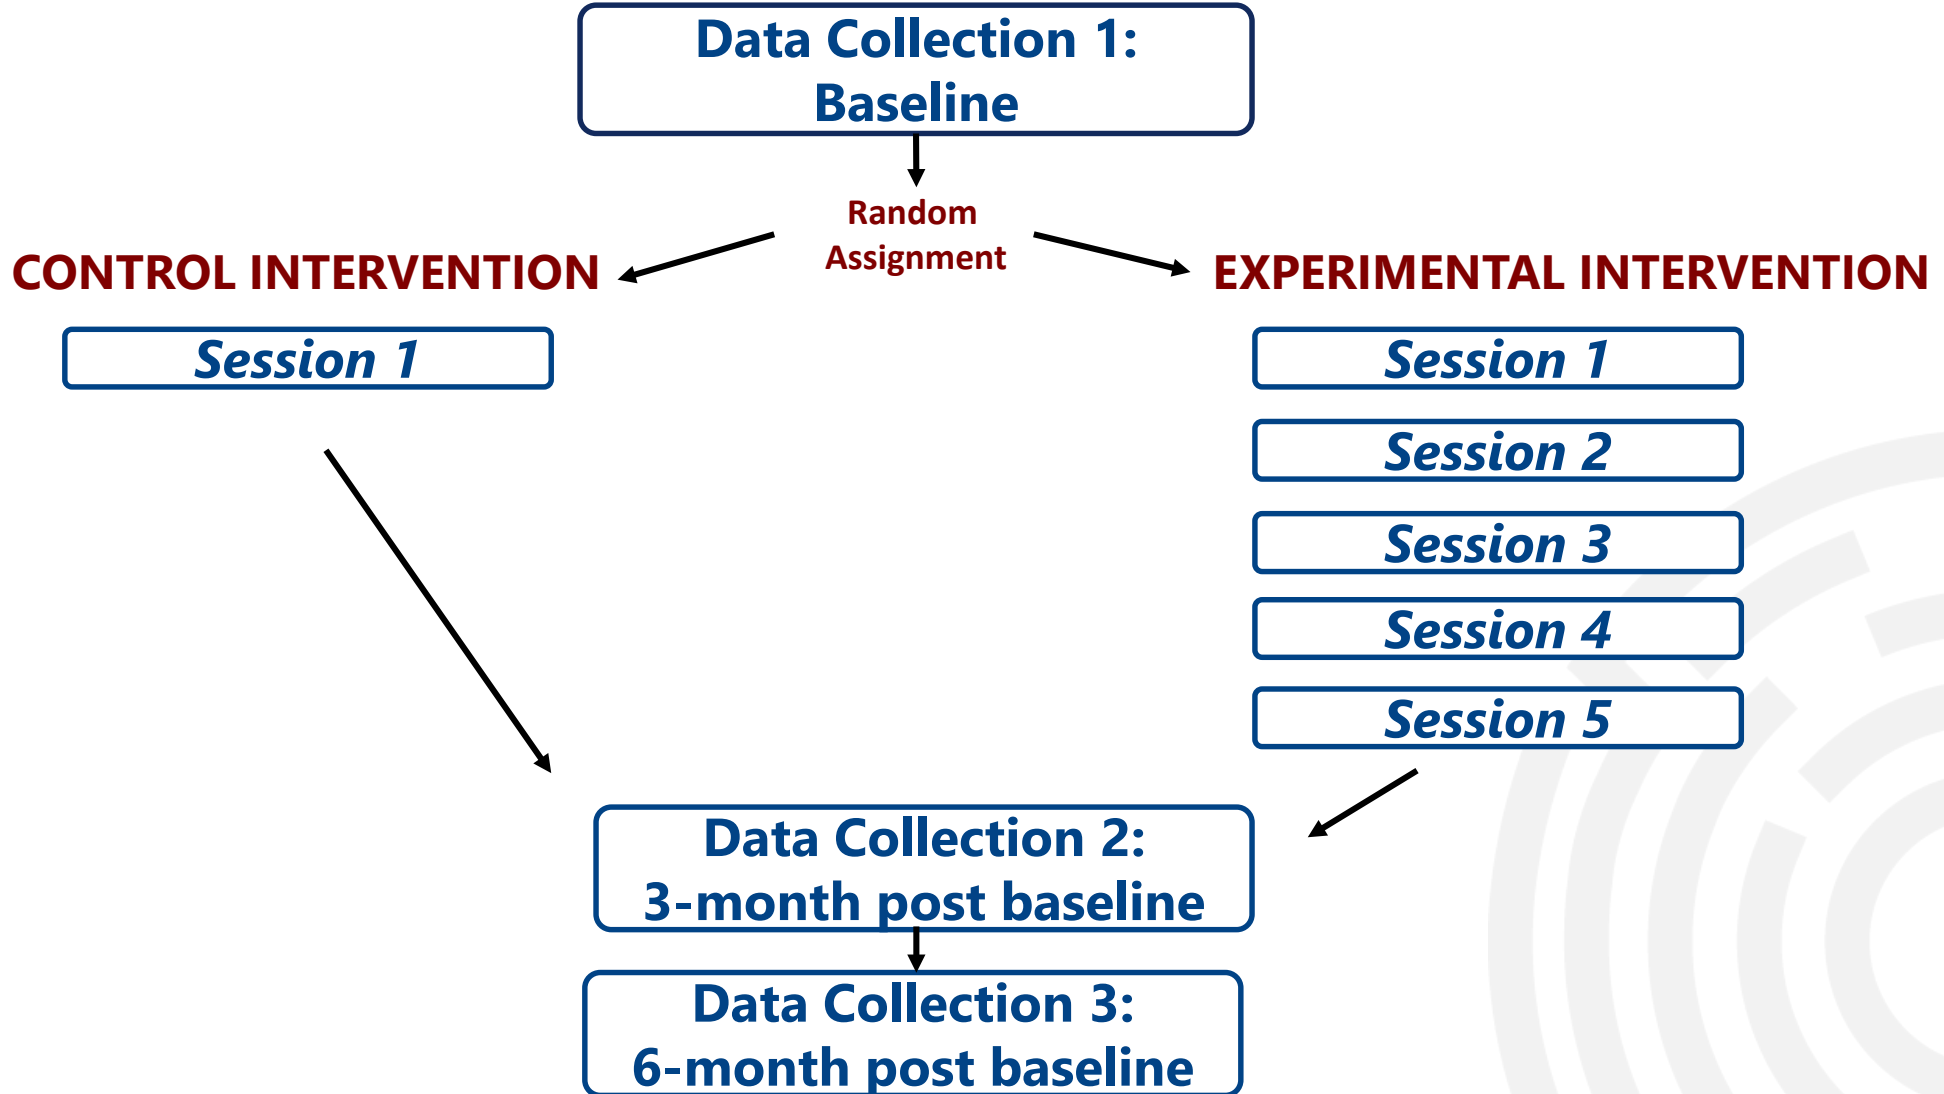 Data Collection 1:
Baseline
Random
Assignment
CONTROL INTERVENTION
EXPERIMENTAL INTERVENTION
Session 1
Session 1
Session 2
Session 3
Session 4
Session 5
Data Collection 2:
3-month post baseline
Data Collection 3:
6-month post baseline